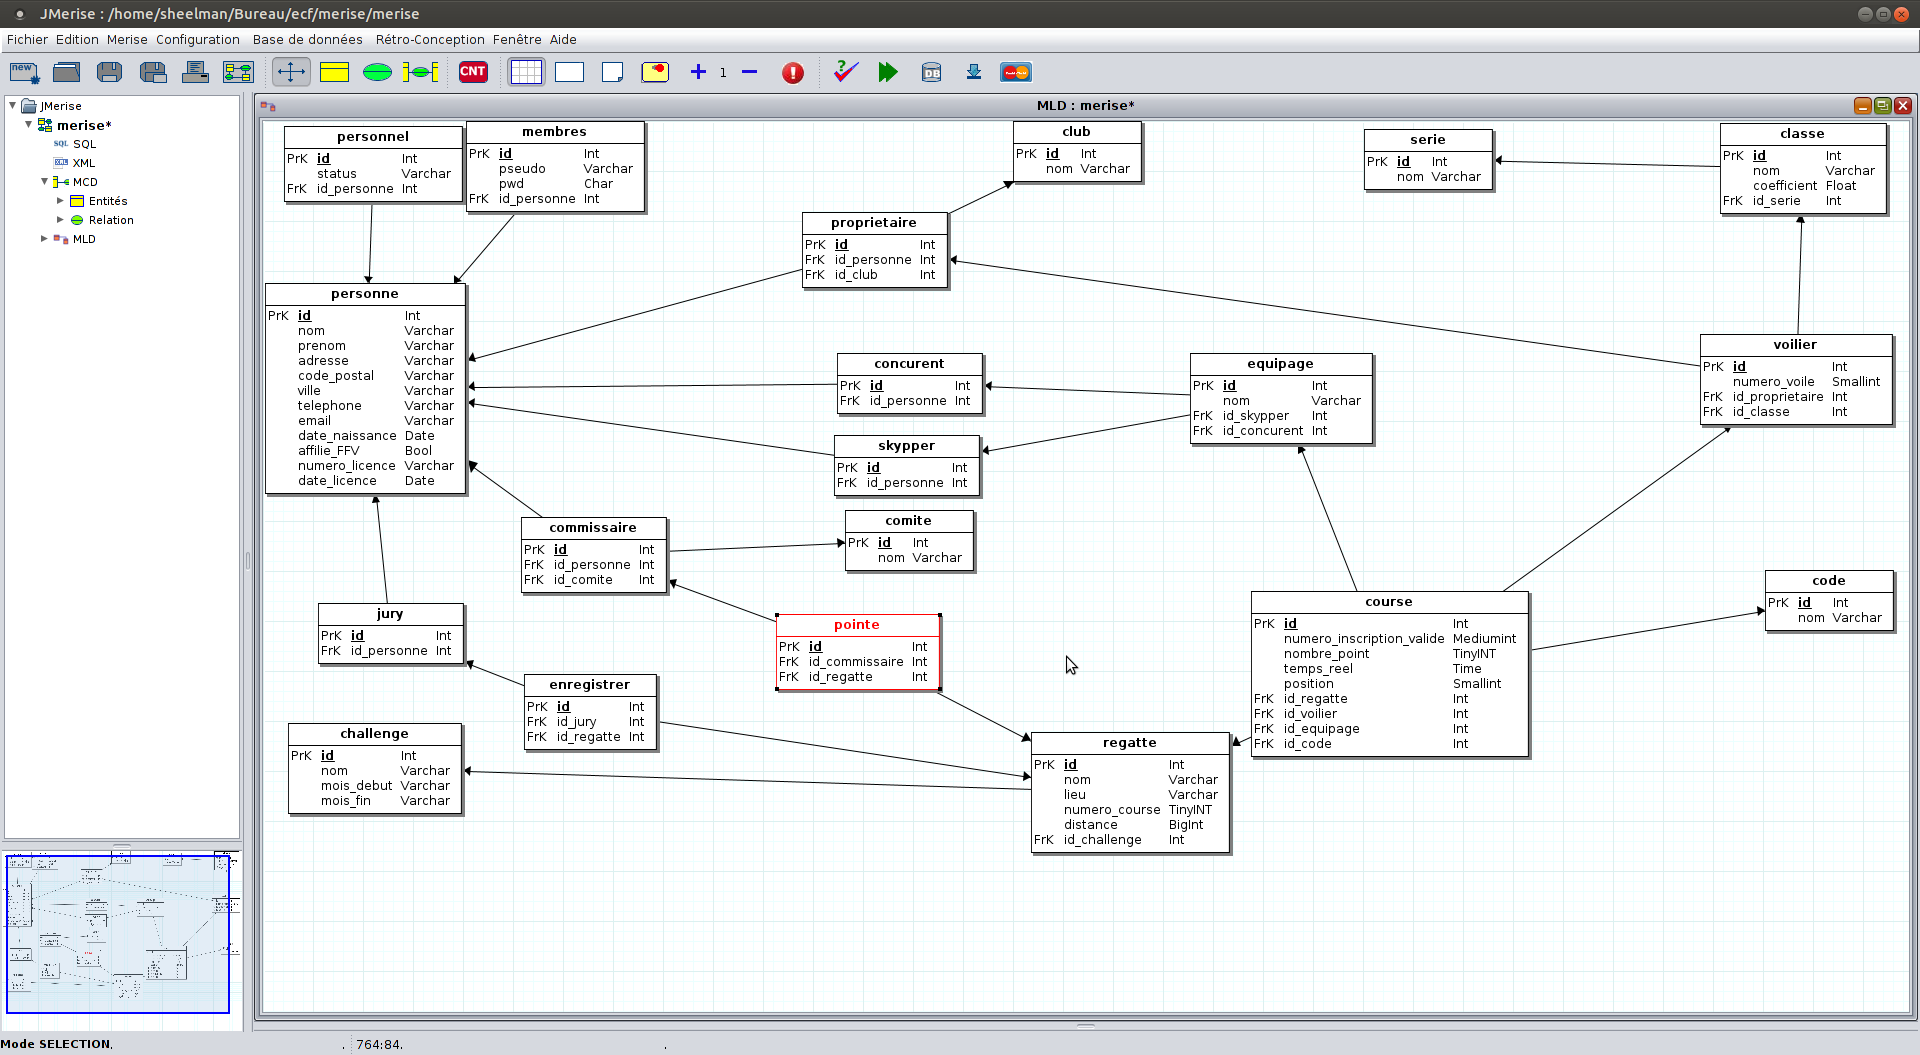 JMerise : /home/sheelman/Bureau/ecf/merise/merise
Fichier Edition Merise Configuration Base de données Rétro-Conception Fenêtre Aide
new CNT 1 DB
JMerise
merise*
SQL SQL
XML
MCD
Entités
Relation
MLD
MLD : merise*
personnel
PrK id Int
status Varchar
FrK id_personne Int
membres
PrK id Int
pseudo Varchar
pwd Char
FrK id_personne Int
club
PrK id Int
nom Varchar
serie
PrK id Int
nom Varchar
classe
PrK id Int
nom Varchar
coefficient Float
FrK id_serie Int
proprietaire
PrK id Int
FrK id_personne Int
FrK id_club Int
personne
PrK id Int
nom Varchar
prenom Varchar
adresse Varchar
code_postal Varchar
ville Varchar
telephone Varchar
email Varchar
date_naissance Date
affilie_FFV Bool
numero_licence Varchar
date_licence Date
concurent
PrK id Int
FrK id_personne Int
equipage
PrK id Int
nom Varchar
FrK id_skypper Int
FrK id_concurent Int
voilier
PrK id Int
numero_voile Smallint
FrK id_proprietaire Int
FrK id_classe Int
skypper
PrK id Int
FrK id_personne Int
commissaire
PrK id Int
FrK id_personne Int
FrK id_comite Int
comite
PrK id Int
nom Varchar
jury
PrK id Int
FrK id_personne Int
pointe
PrK id Int
FrK id_commissaire Int
FrK id_regatte Int
course
PrK id Int
numero_inscription_valide Mediumint
nombre_point TinyINT
temps_reel Time
position Smallint
FrK id_regatte Int
FrK id_voilier Int
FrK id_equipage Int
FrK id_code Int
code
PrK id Int
nom Varchar
enregistrer
PrK id Int
FrK id_jury Int
FrK id_regatte Int
challenge
PrK id Int
nom Varchar
mois_debut Varchar
mois_fin Varchar
regatte
PrK id Int
nom Varchar
lieu Varchar
numero_course TinyINT
distance BigInt
FrK id_challenge Int
Mode SELECTION. . 764:84. .